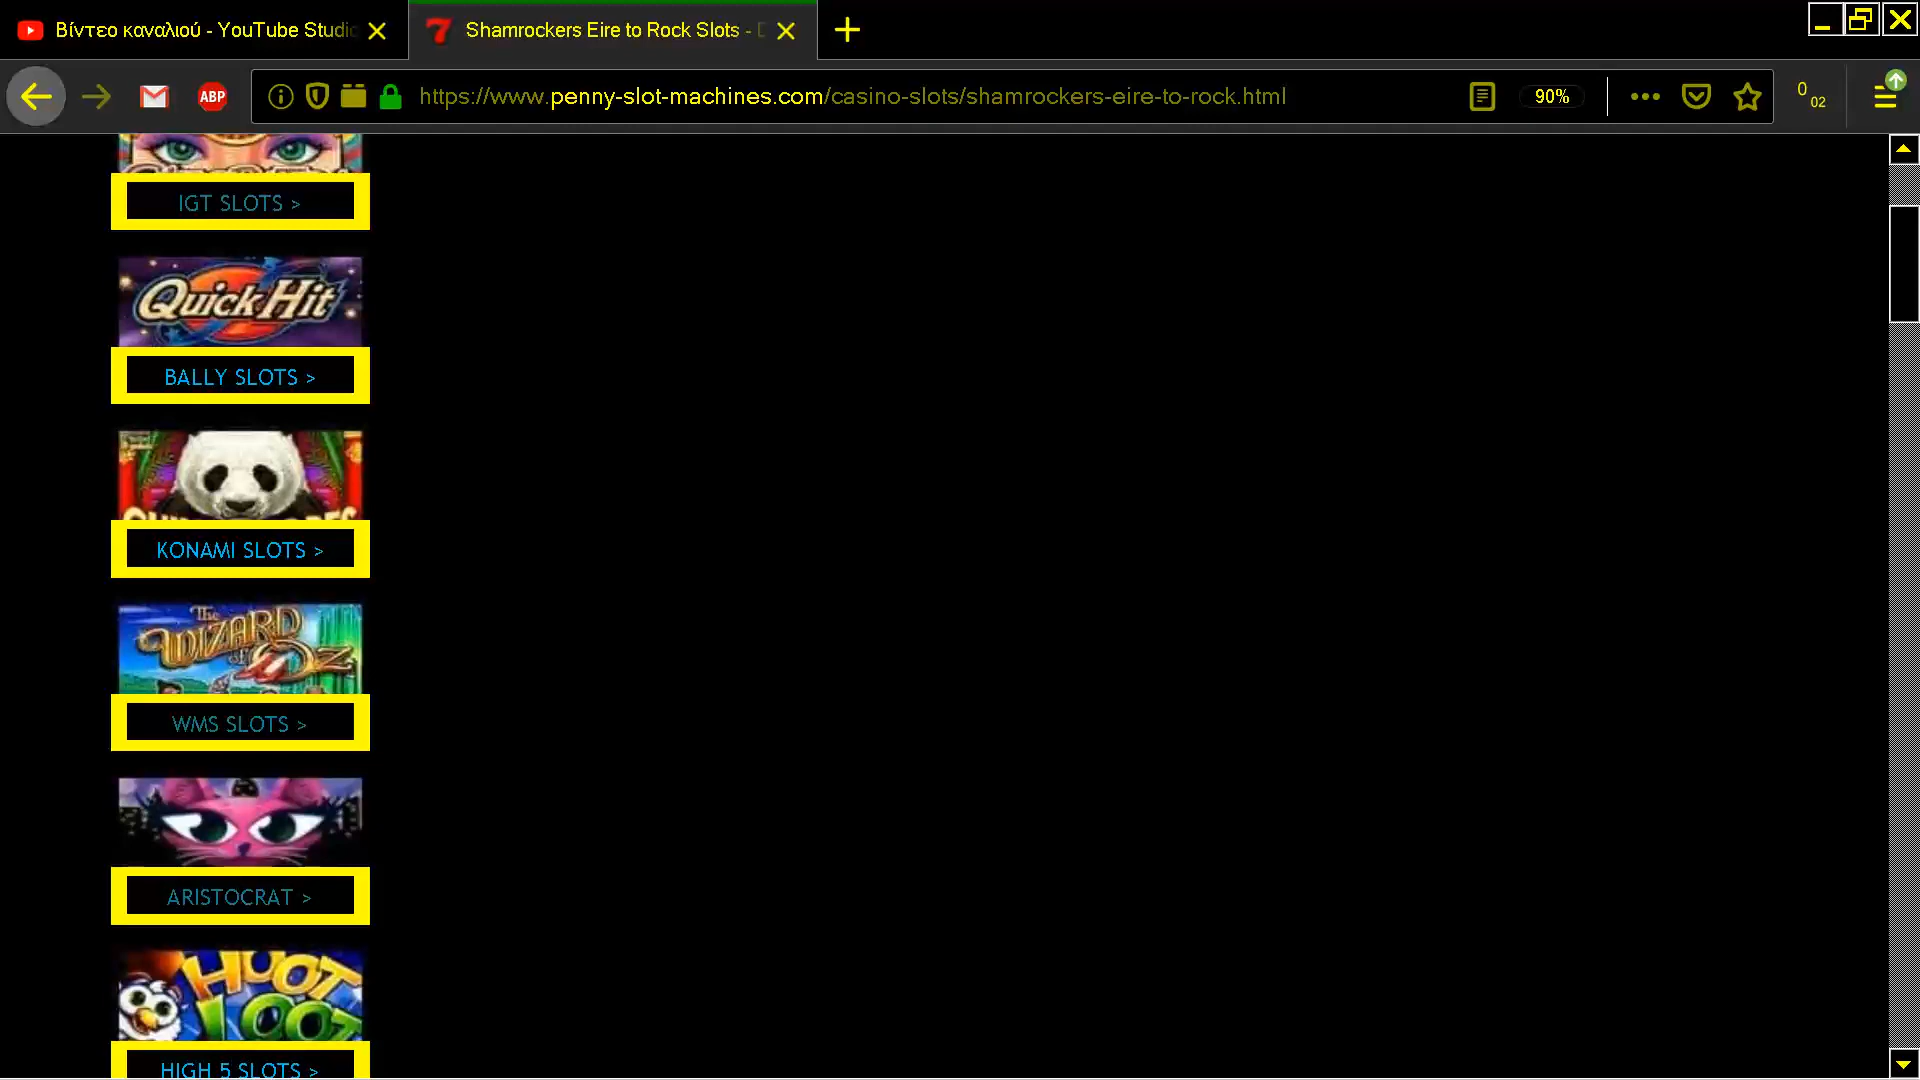 Βίντεο καναλιού - YouTube Studio
Shamrockers Eire to Rock Slots -
ABP
https://www.penny-slot-machines.com/casino-slots/shamrockers-eire-to-rock.html
90%
0
02
IGT SLOTS >
Quick Hit
BALLY SLOTS >
KONAMI SLOTS >
The
WIZARD
of OZ
WMS SLOTS >
ARISTOCRAT >
HOOT
LOOT
HIGH 5 SLOTS >